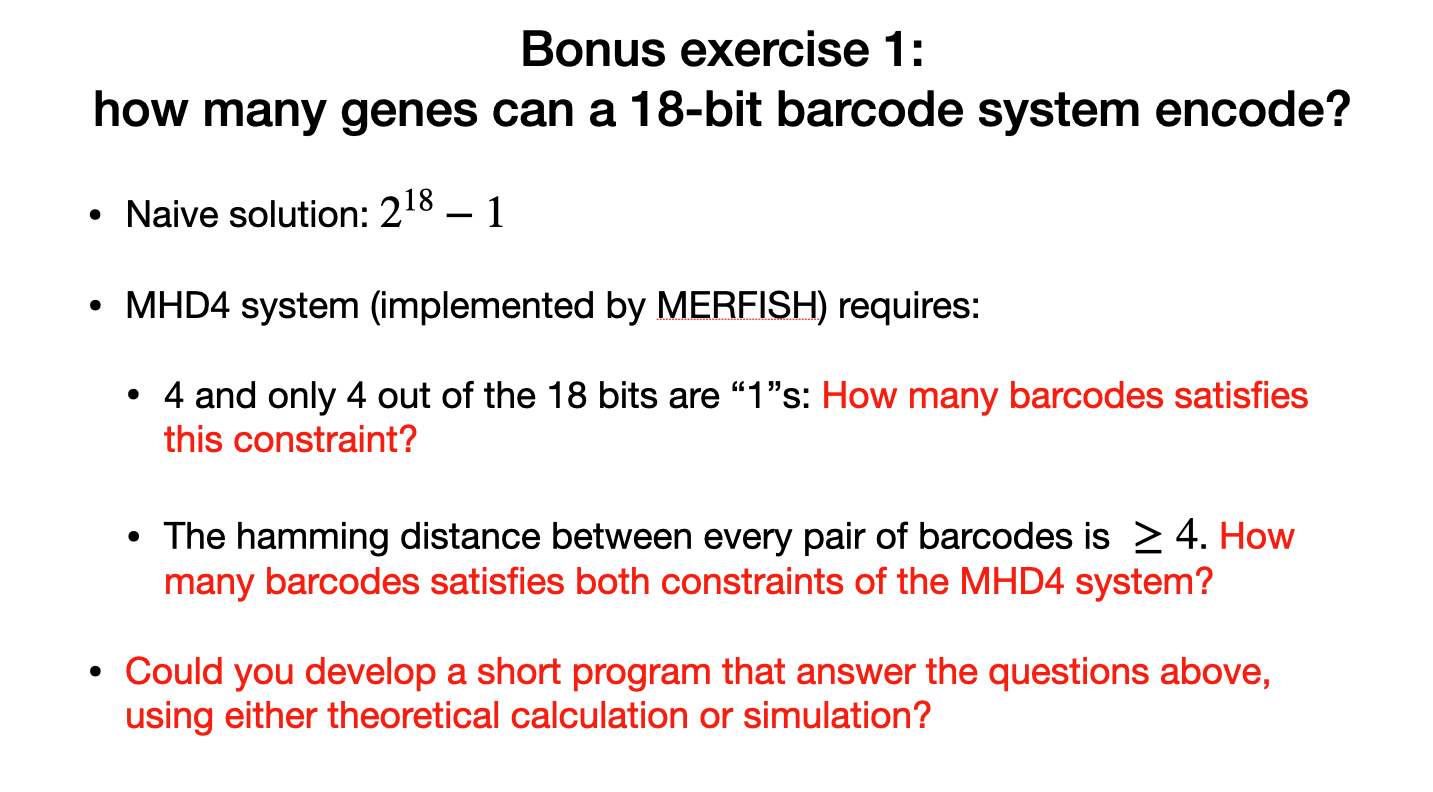 Bonus exercise 1:
how many genes can a 18-bit barcode system encode?
• Naive solution: 2¹⁸ − 1
• MHD4 system (implemented by MERFISH) requires:
• 4 and only 4 out of the 18 bits are “1”s: How many barcodes satisfies
this constraint?
• The hamming distance between every pair of barcodes is ≥ 4. How
many barcodes satisfies both constraints of the MHD4 system?
• Could you develop a short program that answer the questions above,
using either theoretical calculation or simulation?